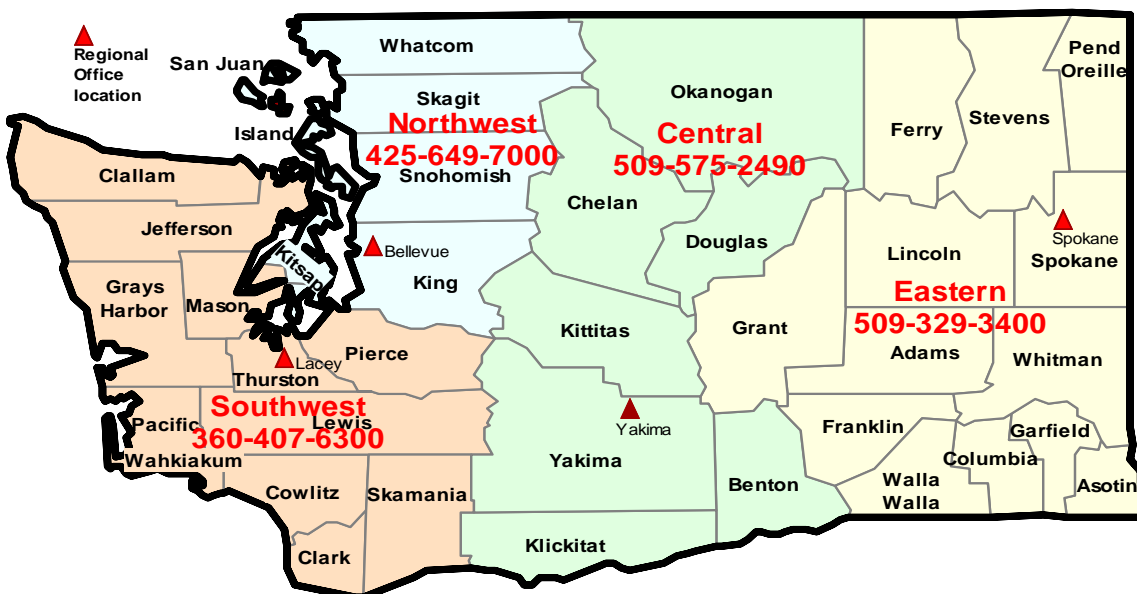 Regional
Office
location
San Juan
Island
Whatcom
Skagit
Northwest
425-649-7000
Snohomish
Bellevue
King
Kitsap
Okanogan
Central
509-575-2490
Chelan
Douglas
Kittitas
Yakima
Yakima
Benton
Klickitat
Pend
Oreille
Stevens
Ferry
Lincoln
Spokane
Spokane
Eastern
509-329-3400
Grant
Adams
Whitman
Franklin
Garfield
Columbia
Walla
Walla
Asotin
Clallam
Jefferson
Grays
Harbor
Mason
Pierce
Lacey
Thurston
Southwest
360-407-6300
Lewis
Pacific
Wahkiakum
Cowlitz
Skamania
Clark